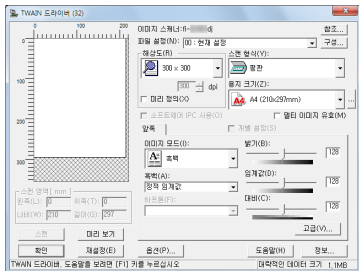 TWAIN 드라이버 (32)
0 100 200
0
100
200
300
이미지 스캐너:fi- dj
참조...
파일 설정(N):
00 : 현재 설정
구성...
해상도(R)
300 x 300
300 dpi
미리 정의(X)
스캔 형식(Y):
평판
용지 크기(Z):
A4 (210x297mm)
...
소프트웨어 IPC 사용(O)
멀티 이미지 유효(M)
앞쪽
개별 설정(S)
이미지 모드(I):
흑백
흑백(A):
정적 임계값
하프톤(F):
밝기(B):
128
임계값(D):
128
대비(C):
128
고급(V)...
스캔 영역[ mm ]
왼쪽(L): 0 위쪽(T): 0
너비(W): 210 길이(G): 297
스캔
미리 보기
확인
재설정(E)
옵션(P)...
도움말(H)
정보...
TWAIN 드라이버, 도움말을 보려면 [F1] 키를 누르십시오
대략적인 데이터 크기 1,1MB